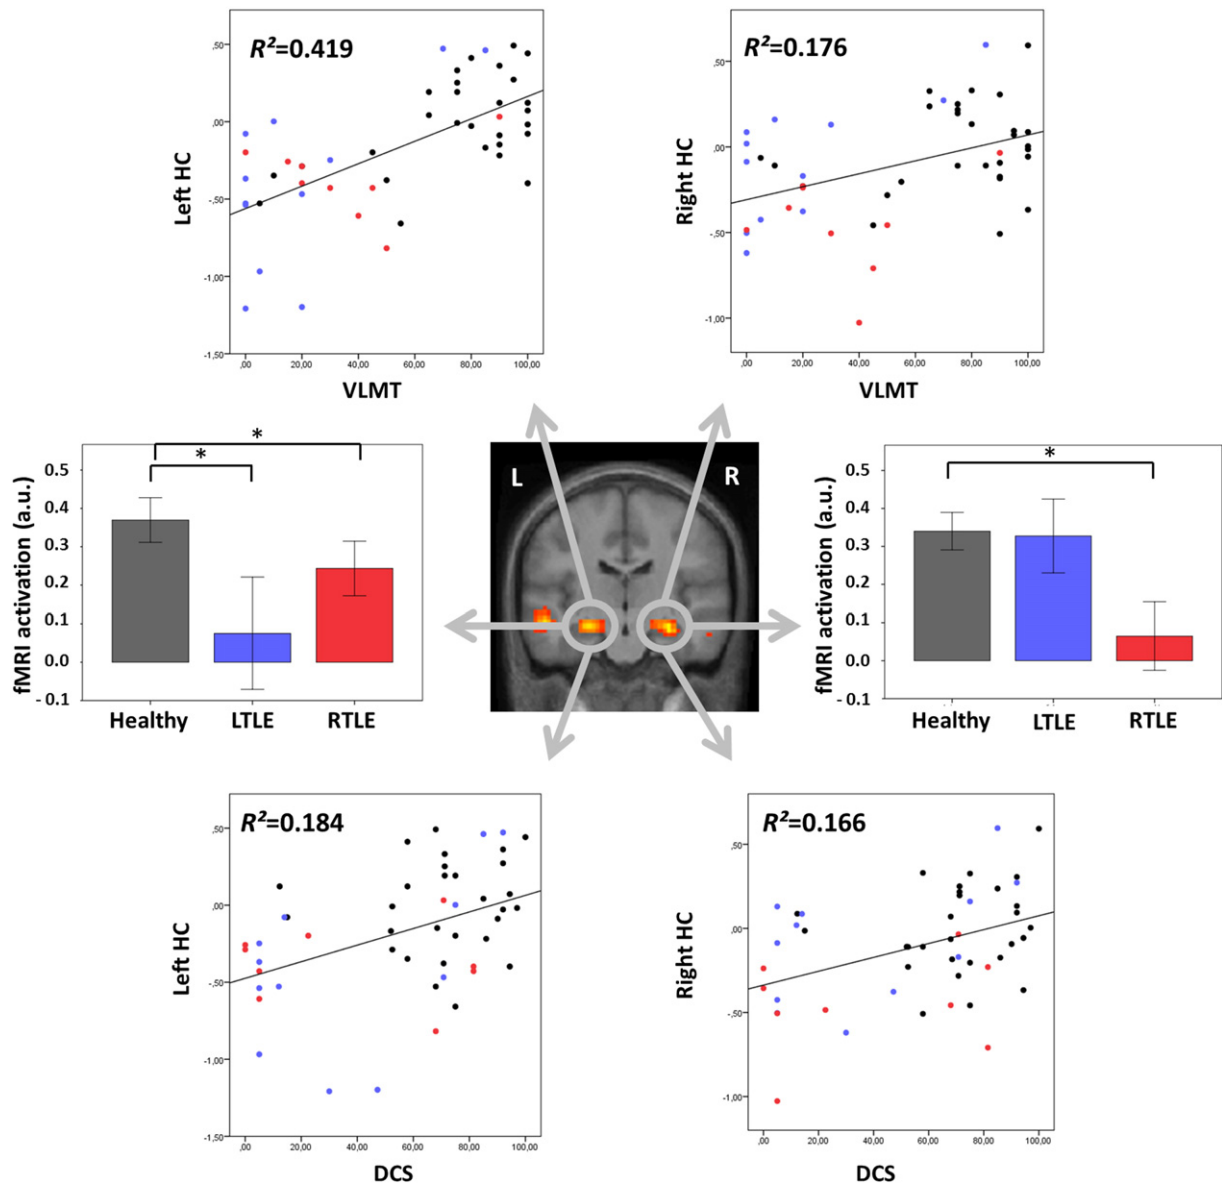 R²=0.419
Left HC
,50
,00
-,50
-1,00
-1,50
,00 20,00 40,00 60,00 80,00 100,00
VLMT
R²=0.176
Right HC
,50
,00
-,50
-1,00
,00 20,00 40,00 60,00 80,00 100,00
VLMT
fMRI activation (a.u.)
* *
0.5
0.4
0.3
0.2
0.1
0.0
-0.1
Healthy LTLE RTLE
L R
fMRI activation (a.u.)
*
0.5
0.4
0.3
0.2
0.1
0.0
-0.1
Healthy LTLE RTLE
R²=0.184
Left HC
,50
,00
-,50
-1,00
-1,50
,00 20,00 40,00 60,00 80,00 100,00
DCS
R²=0.166
Right HC
,50
,00
-,50
-1,00
,00 20,00 40,00 60,00 80,00 100,00
DCS